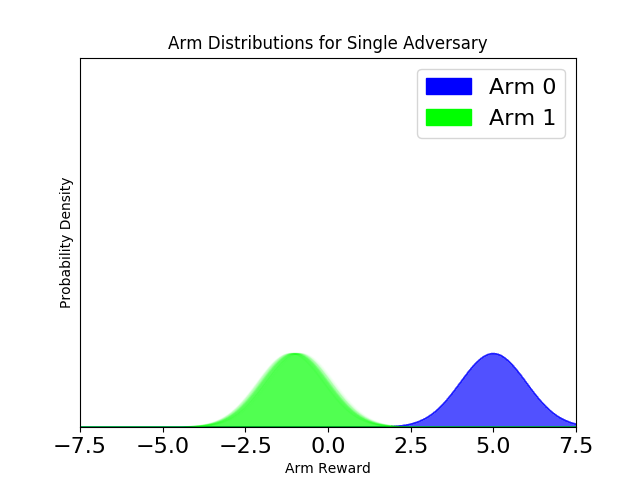 Arm Distributions for Single Adversary
Arm 0
Arm 1
Probability Density
−7.5 −5.0 −2.5 0.0 2.5 5.0 7.5
Arm Reward